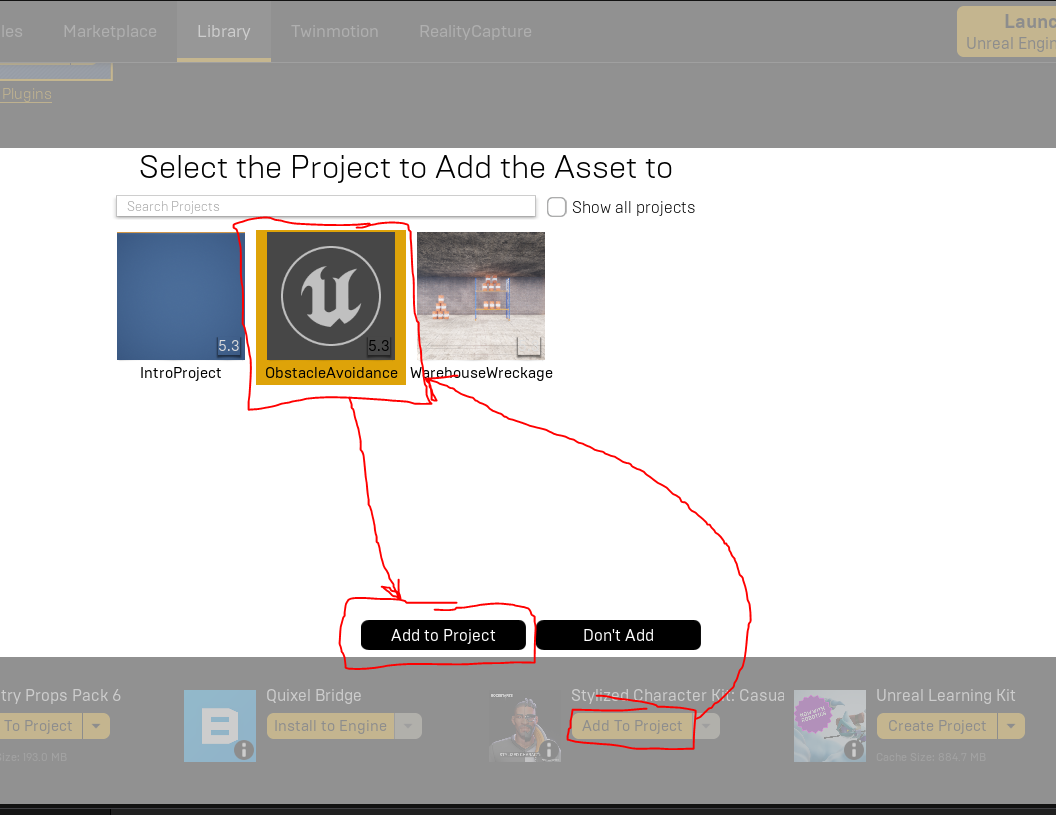 les Marketplace Library Twinmotion RealityCapture Launc
Unreal Engin
Plugins
Select the Project to Add the Asset to
Search Projects Show all projects
5.3 5.3
IntroProject ObstacleAvoidance WarehouseWreckage
Add to Project Don't Add
try Props Pack 6 Quixel Bridge Stylized Character Kit: Casua Unreal Learning Kit
To Project Install to Engine Add To Project Create Project
Size: 193.0 MB Cache Size: 884.7 MB